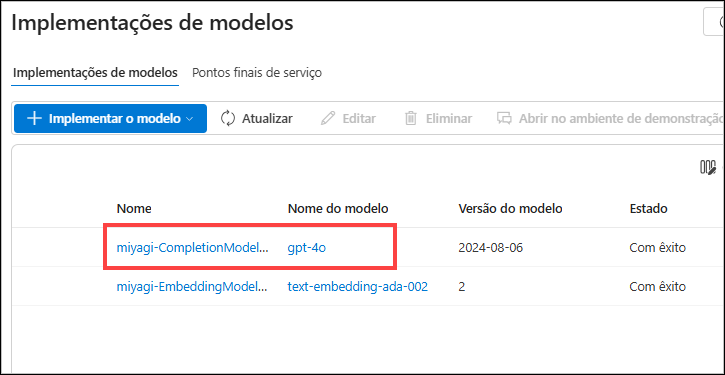 Implementações de modelos
Implementações de modelos Pontos finais de serviço
Implementar o modelo Atualizar Editar Eliminar Abrir no ambiente de demonstração
Nome Nome do modelo Versão do modelo Estado
miyagi-CompletionModel... gpt-4o 2024-08-06 Com êxito
miyagi-EmbeddingModel... text-embedding-ada-002 2 Com êxito